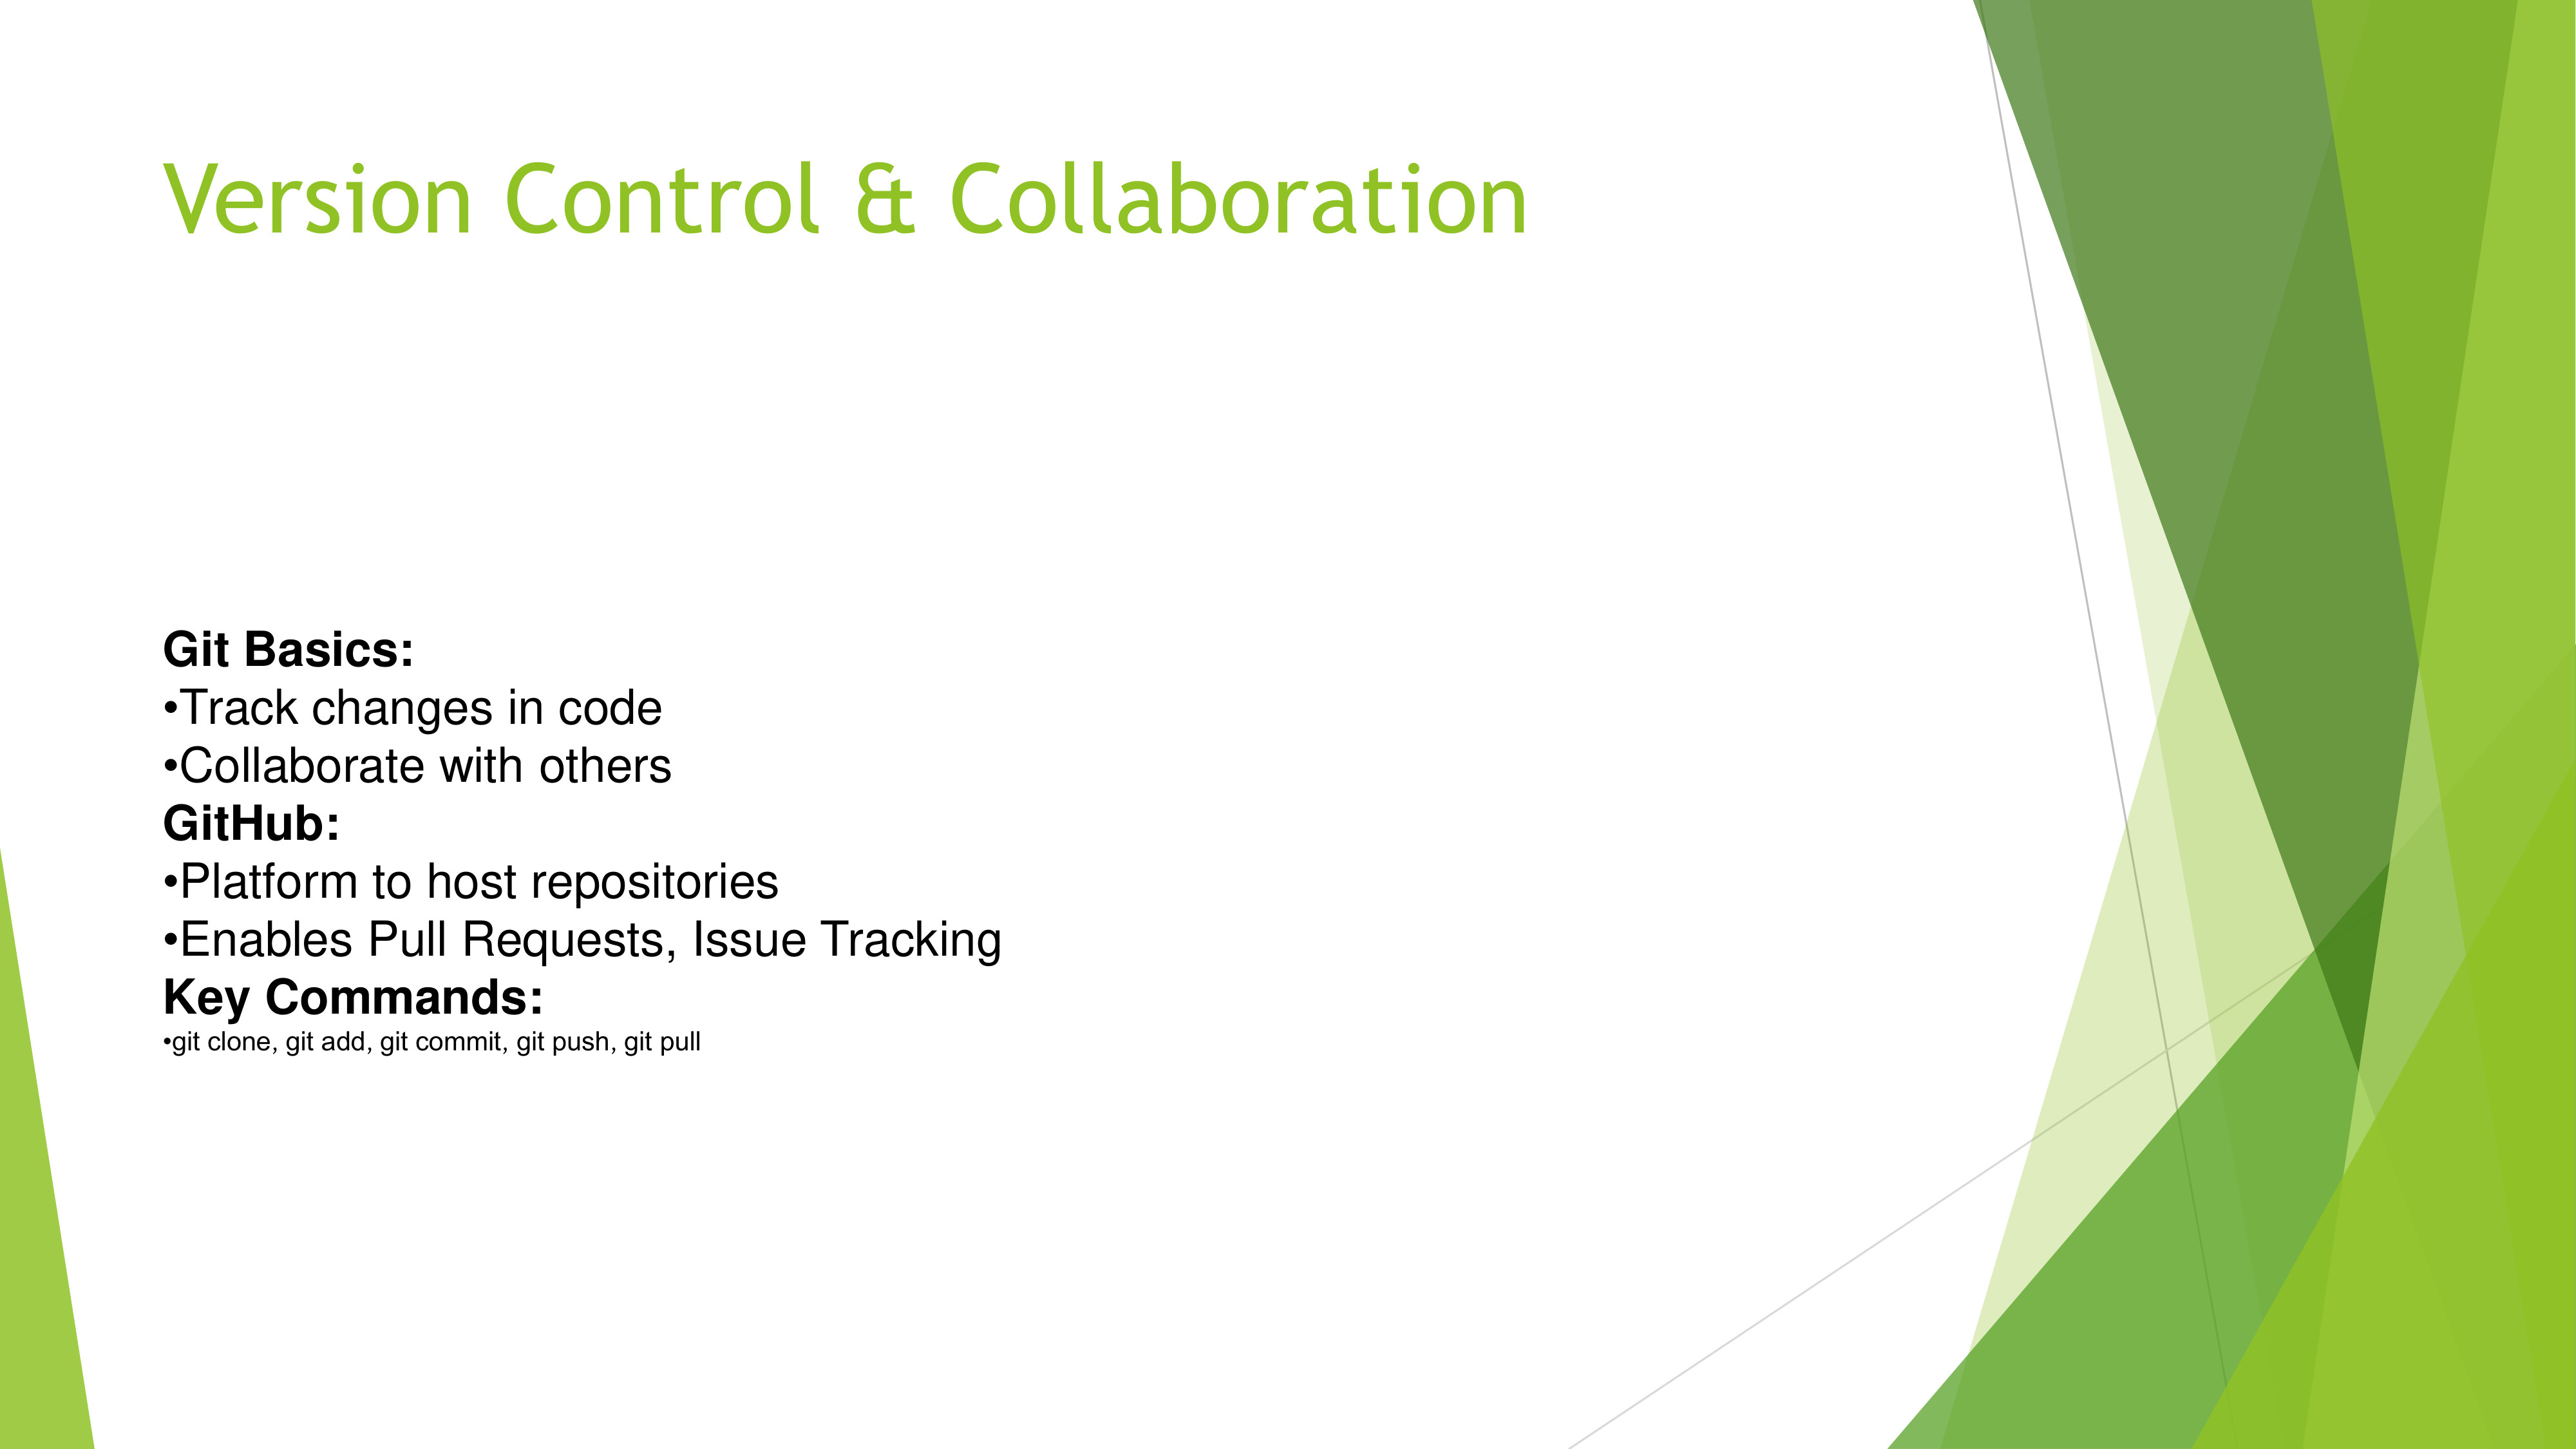 Version Control & Collaboration
Git Basics:
•Track changes in code
•Collaborate with others
GitHub:
•Platform to host repositories
•Enables Pull Requests, Issue Tracking
Key Commands:
•git clone, git add, git commit, git push, git pull